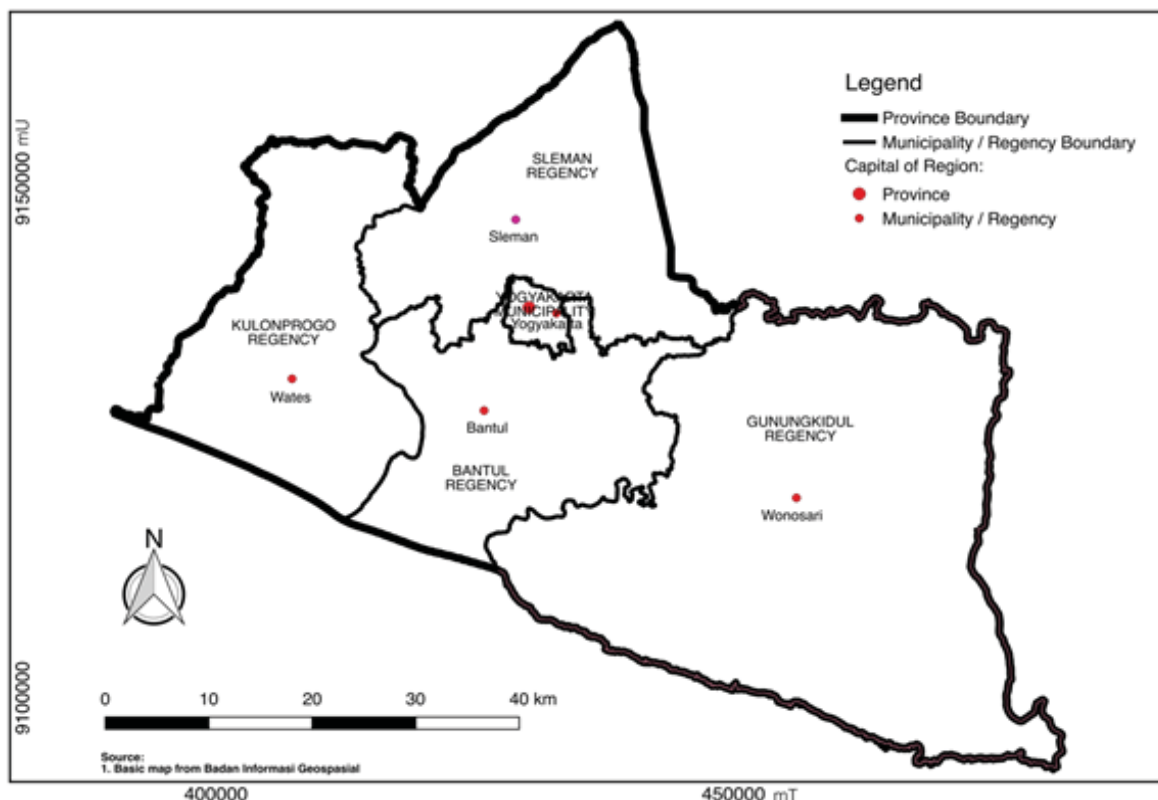 Legend
Province Boundary
Municipality / Regency Boundary
Capital of Region:
Province
Municipality / Regency
SLEMAN
REGENCY
Sleman
YOGYAKARTA
MUNICIPALITY
Yogyakarta
KULONPROGO
REGENCY
Wates
Bantul
BANTUL
REGENCY
GUNUNGKIDUL
REGENCY
Wonosari
N
0 10 20 30 40 km
Source:
1. Basic map from Badan Informasi Geospasial
9150000 mU
9100000
400000
450000 mT